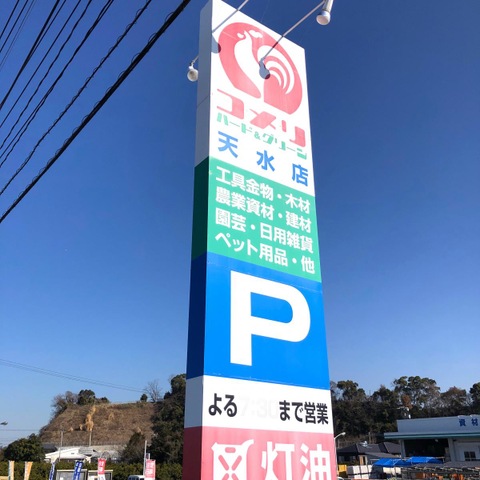 コメリ
ハード&グリーン
天水店
工具金物・木材
農業資材・建材
園芸・日用雑貨
ペット用品・他
P
よる7:30まで営業
灯油
資材